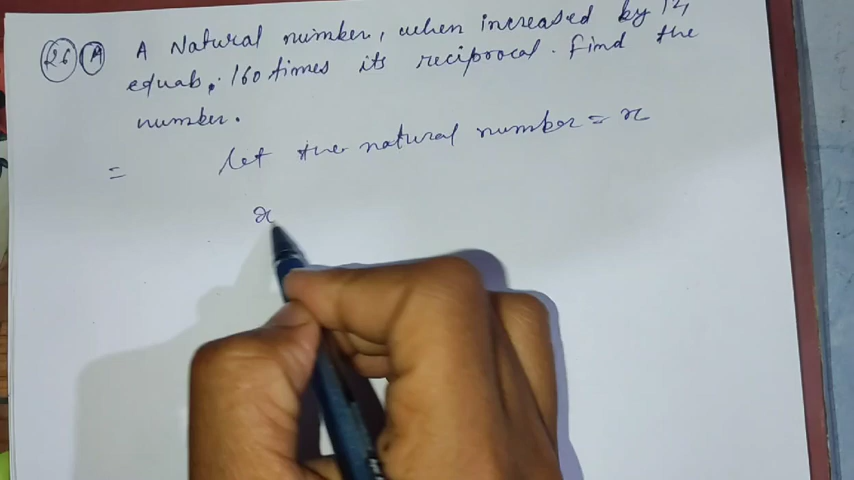 26 A A Natural number, when increased by 12,
equals, 160 times its reciprocal. Find the
number.
= Let the natural number = x
x